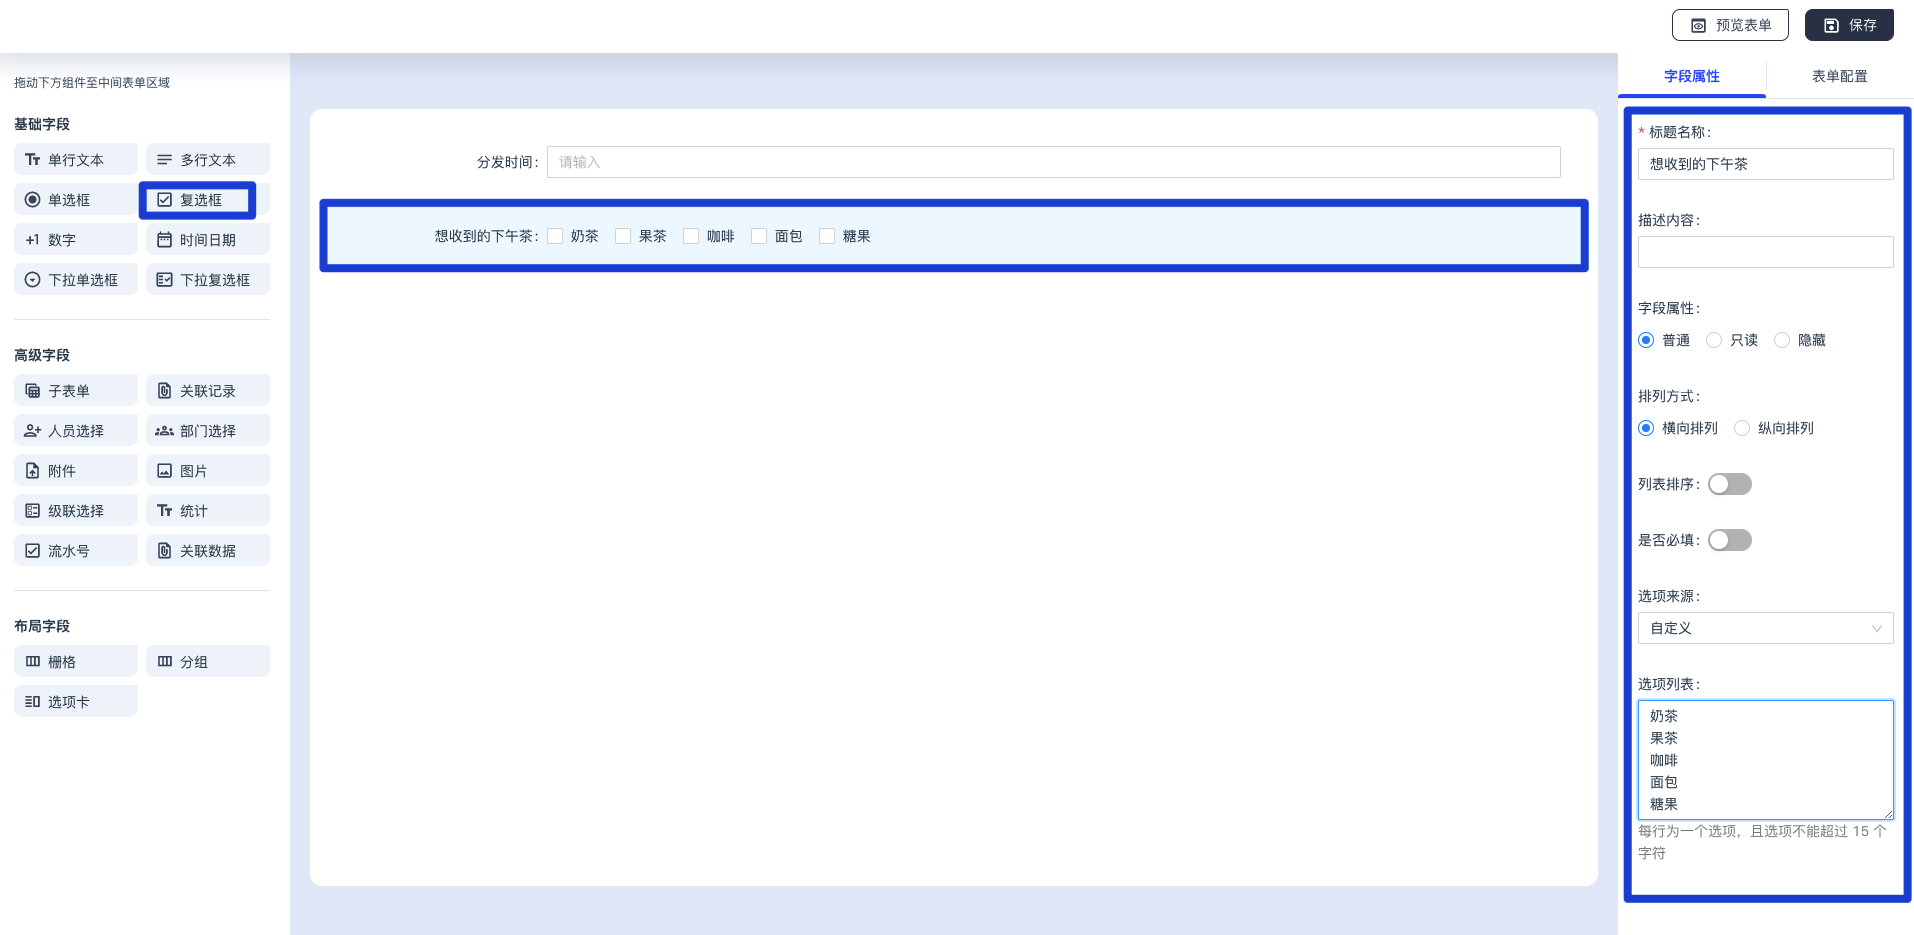 预览表单
保存
拖动下方组件至中间表单区域
基础字段
单行文本
多行文本
单选框
复选框
+1 数字
时间日期
下拉单选框
下拉复选框
高级字段
子表单
关联记录
人员选择
部门选择
附件
图片
级联选择
统计
流水号
关联数据
布局字段
栅格
分组
选项卡
分发时间: 请输入
想收到的下午茶: 奶茶 果茶 咖啡 面包 糖果
字段属性
表单配置
* 标题名称:
想收到的下午茶
描述内容:
字段属性:
普通 只读 隐藏
排列方式:
横向排列 纵向排列
列表排序:
是否必填:
选项来源:
自定义
选项列表:
奶茶
果茶
咖啡
面包
糖果
每行为一个选项，且选项不能超过 15 个
字符